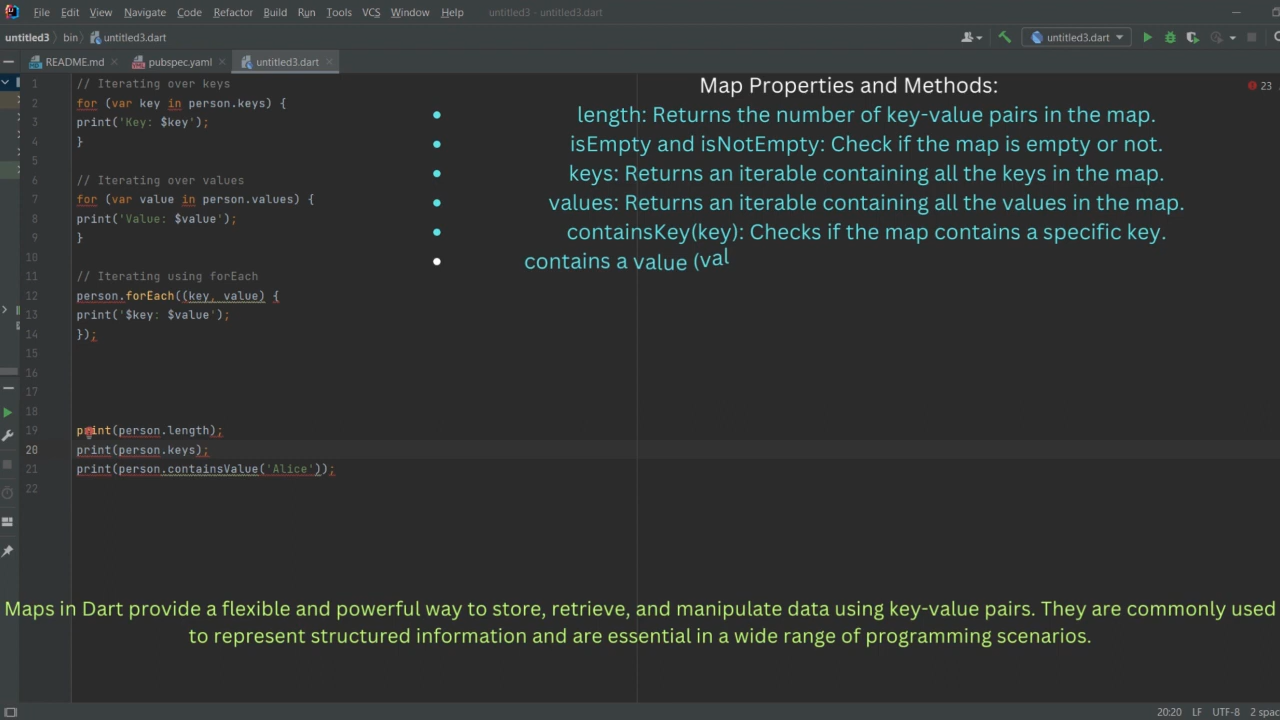 File Edit View Navigate Code Refactor Build Run Tools VCS Window Help untitled3 - untitled3.dart
untitled3 bin untitled3.dart untitled3.dart
README.md pubspec.yaml untitled3.dart
1 // Iterating over keys
2 for (var key in person.keys) {
3 print('Key: $key');
4 }
5
6 // Iterating over values
7 for (var value in person.values) {
8 print('Value: $value');
9 }
10
11 // Iterating using forEach
12 person.forEach((key, value) {
13 print('$key: $value');
14 });
15
16
17
18
19 print(person.length);
20 print(person.keys);
21 print(person.containsValue('Alice'));
22
23
Map Properties and Methods:
• length: Returns the number of key-value pairs in the map.
• isEmpty and isNotEmpty: Check if the map is empty or not.
• keys: Returns an iterable containing all the keys in the map.
• values: Returns an iterable containing all the values in the map.
• containsKey(key): Checks if the map contains a specific key.
• contains a value (val
Maps in Dart provide a flexible and powerful way to store, retrieve, and manipulate data using key-value pairs. They are commonly used
to represent structured information and are essential in a wide range of programming scenarios.
20:20 LF UTF-8 2 spac